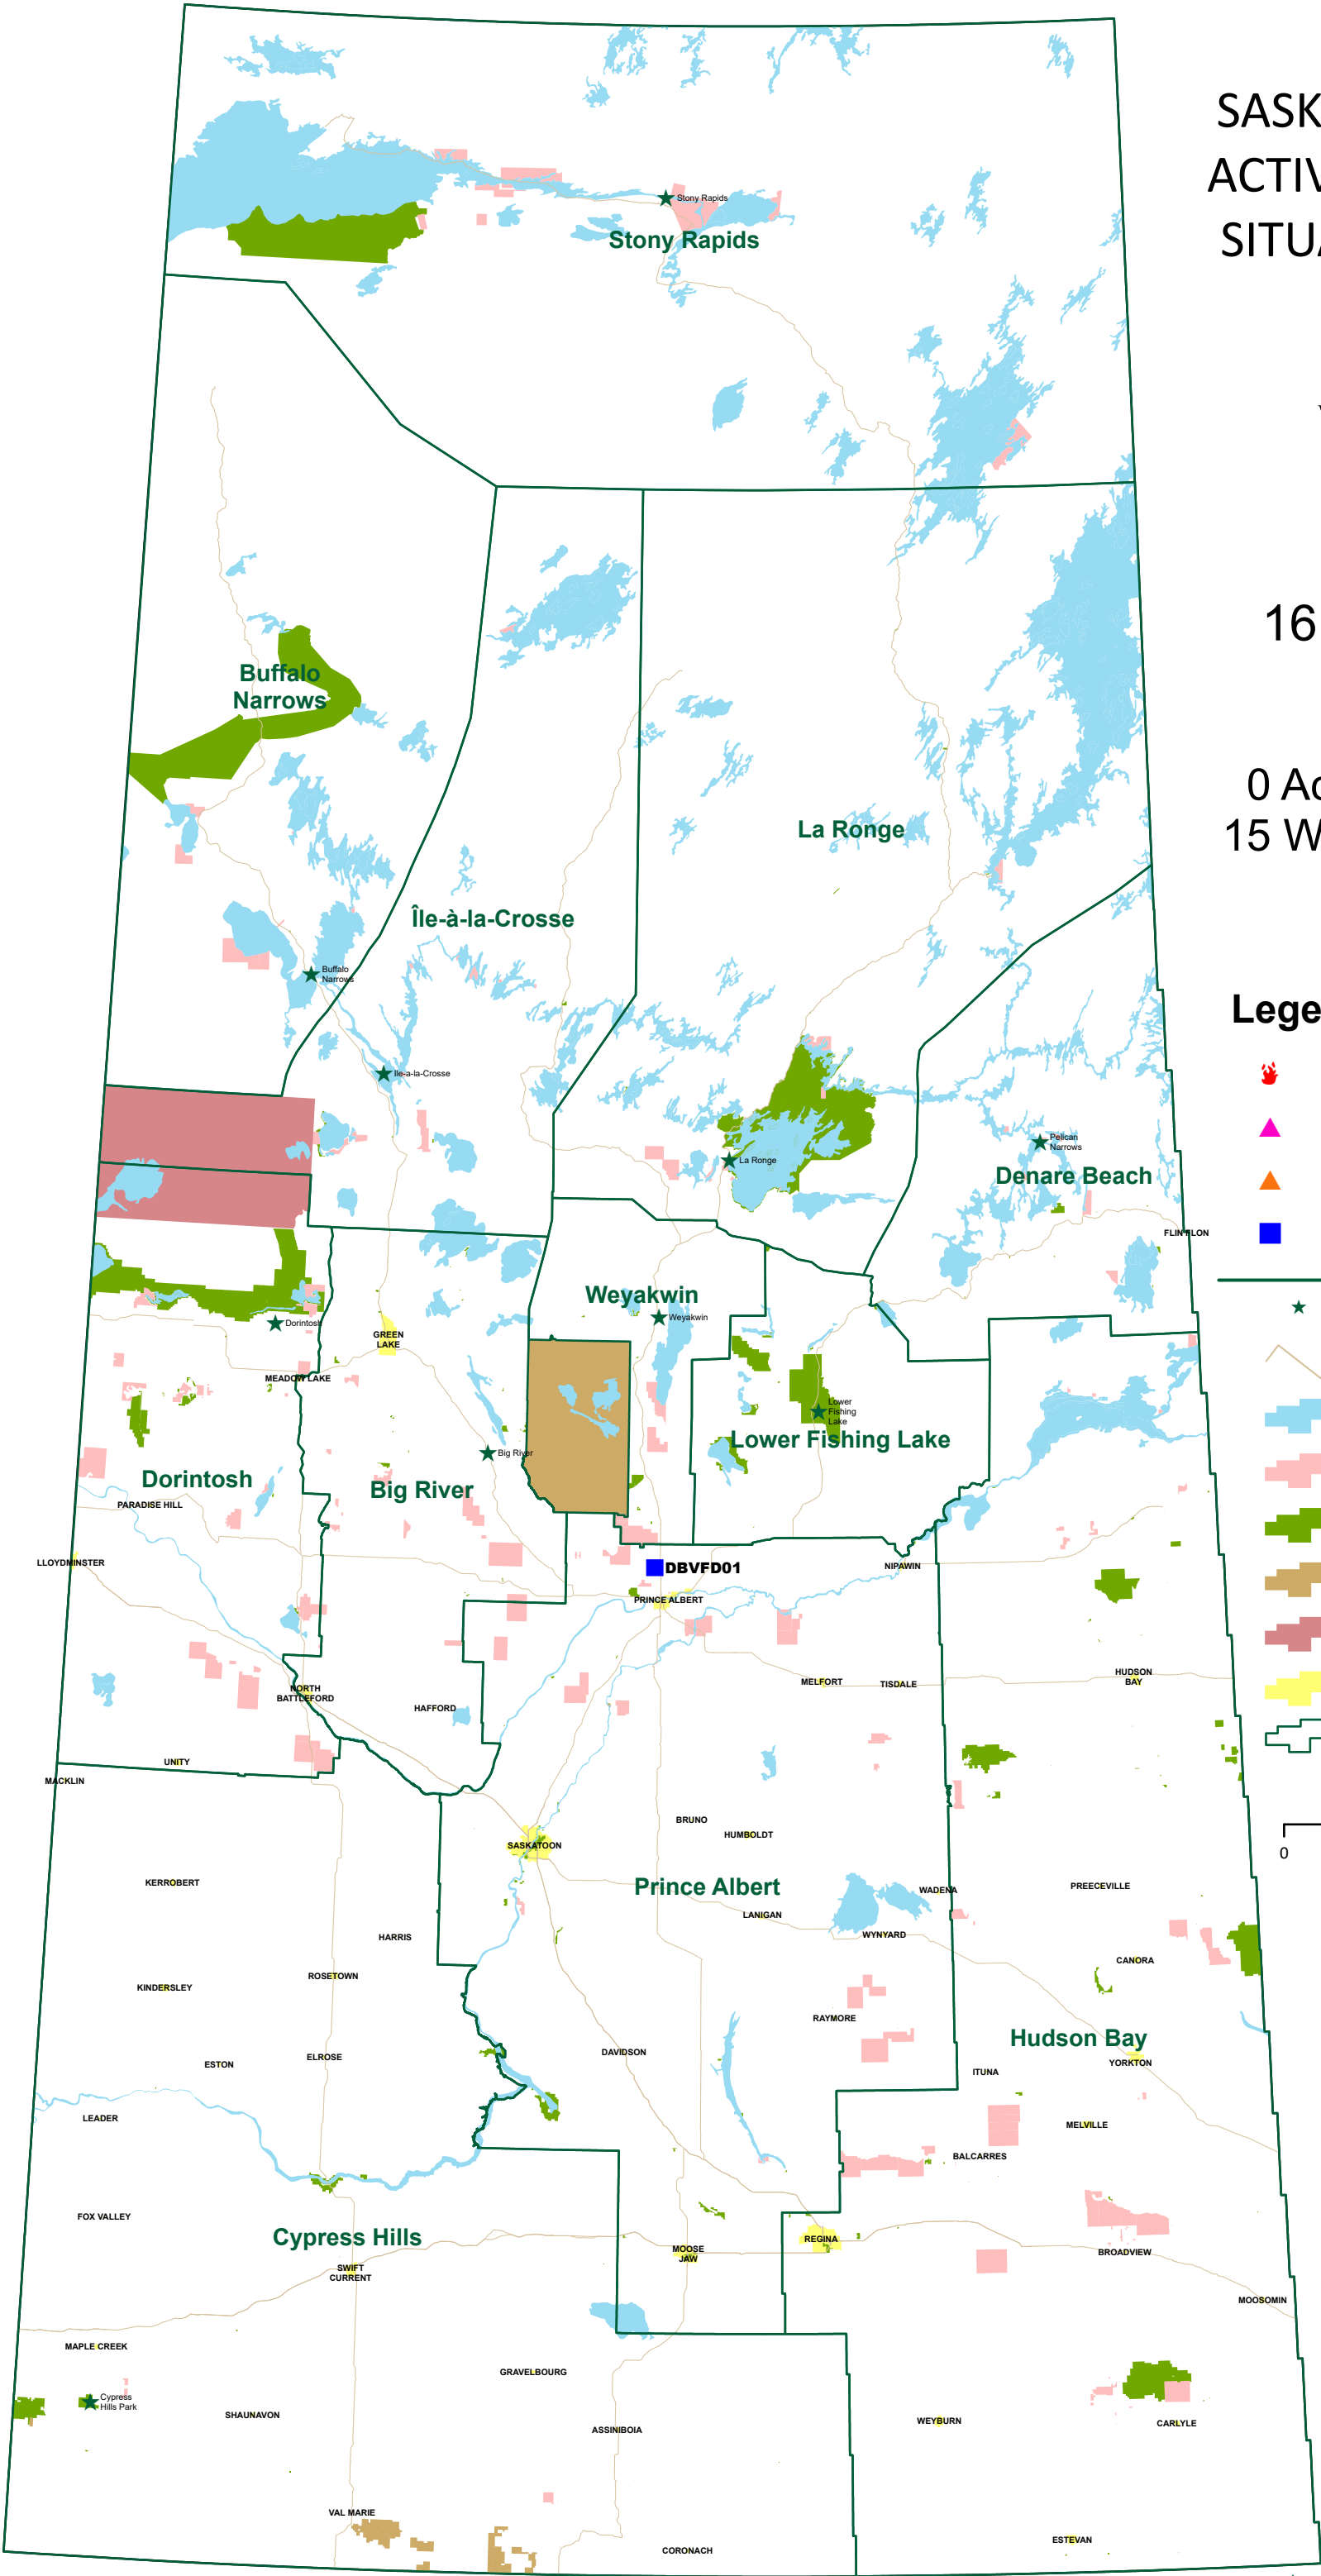 SASK
ACTIV
SITUA
16
0 Ac
15 W
Lege
0
Stony Rapids
Stony Rapids
Buffalo
Narrows
La Ronge
Île-à-la-Crosse
Buffalo
Narrows
Ile-a-la-Crosse
Pelican
Narrows
La Ronge
Denare Beach
FLIN FLON
Weyakwin
Weyakwin
Dorintosh
GREEN
LAKE
MEADOW LAKE
Lower
Fishing
Lake
Lower Fishing Lake
Big River
Dorintosh
Big River
PARADISE HILL
LLOYDMINSTER
DBVFD01
NIPAWIN
PRINCE ALBERT
HUDSON
BAY
MELFORT
TISDALE
NORTH
BATTLEFORD
HAFFORD
UNITY
MACKLIN
BRUNO
HUMBOLDT
SASKATOON
KERROBERT
Prince Albert
WADENA
PREECEVILLE
LANIGAN
WYNYARD
HARRIS
CANORA
ROSETOWN
KINDERSLEY
RAYMORE
Hudson Bay
DAVIDSON
ELROSE
ESTON
YORKTON
ITUNA
LEADER
MELVILLE
BALCARRES
FOX VALLEY
Cypress Hills
REGINA
MOOSE
JAW
BROADVIEW
SWIFT
CURRENT
MOOSOMIN
MAPLE CREEK
GRAVELBOURG
Cypress
Hills Park
SHAUNAVON
WEYBURN
CARLYLE
ASSINIBOIA
VAL MARIE
ESTEVAN
CORONACH